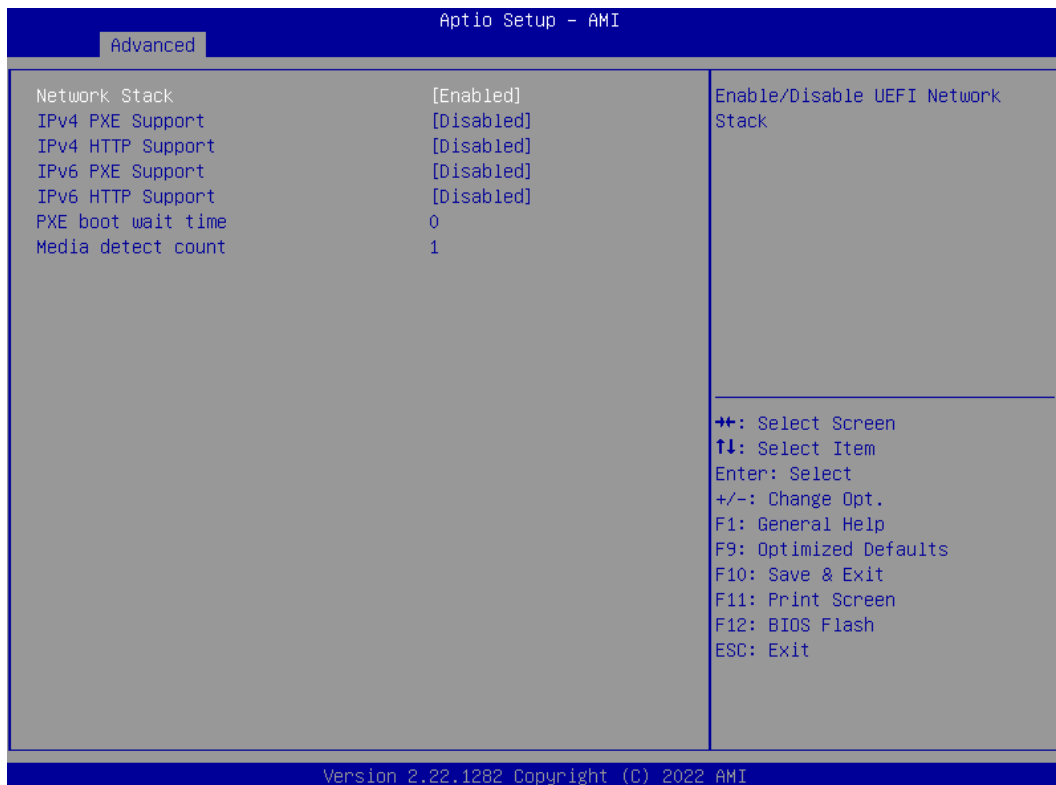 Aptio Setup – AMI
Advanced
Network Stack [Enabled]
IPv4 PXE Support [Disabled]
IPv4 HTTP Support [Disabled]
IPv6 PXE Support [Disabled]
IPv6 HTTP Support [Disabled]
PXE boot wait time 0
Media detect count 1
Enable/Disable UEFI Network
Stack
→←: Select Screen
↑↓: Select Item
Enter: Select
+/-: Change Opt.
F1: General Help
F9: Optimized Defaults
F10: Save & Exit
F11: Print Screen
F12: BIOS Flash
ESC: Exit
Version 2.22.1282 Copyright (C) 2022 AMI